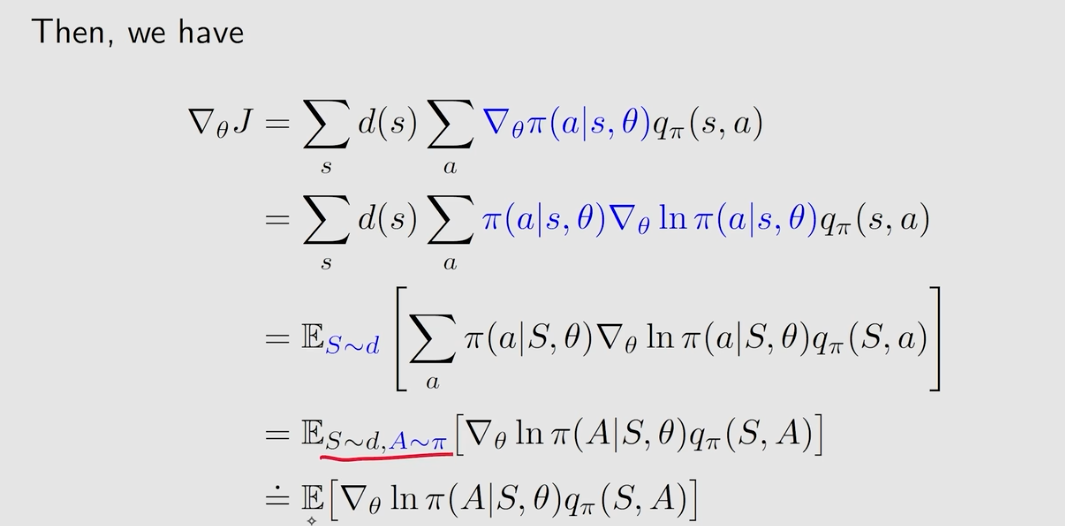 Then, we have
∇_θ J = ∑_s d(s) ∑_a ∇_θ π(a|s, θ) q_π(s, a)
= ∑_s d(s) ∑_a π(a|s, θ) ∇_θ ln π(a|s, θ) q_π(s, a)
= 𝔼_{S∼d} [ ∑_a π(a|S, θ) ∇_θ ln π(a|S, θ) q_π(S, a) ]
= 𝔼_{S∼d, A∼π} [ ∇_θ ln π(A|S, θ) q_π(S, A) ]
≐ 𝔼 [ ∇_θ ln π(A|S, θ) q_π(S, A) ]